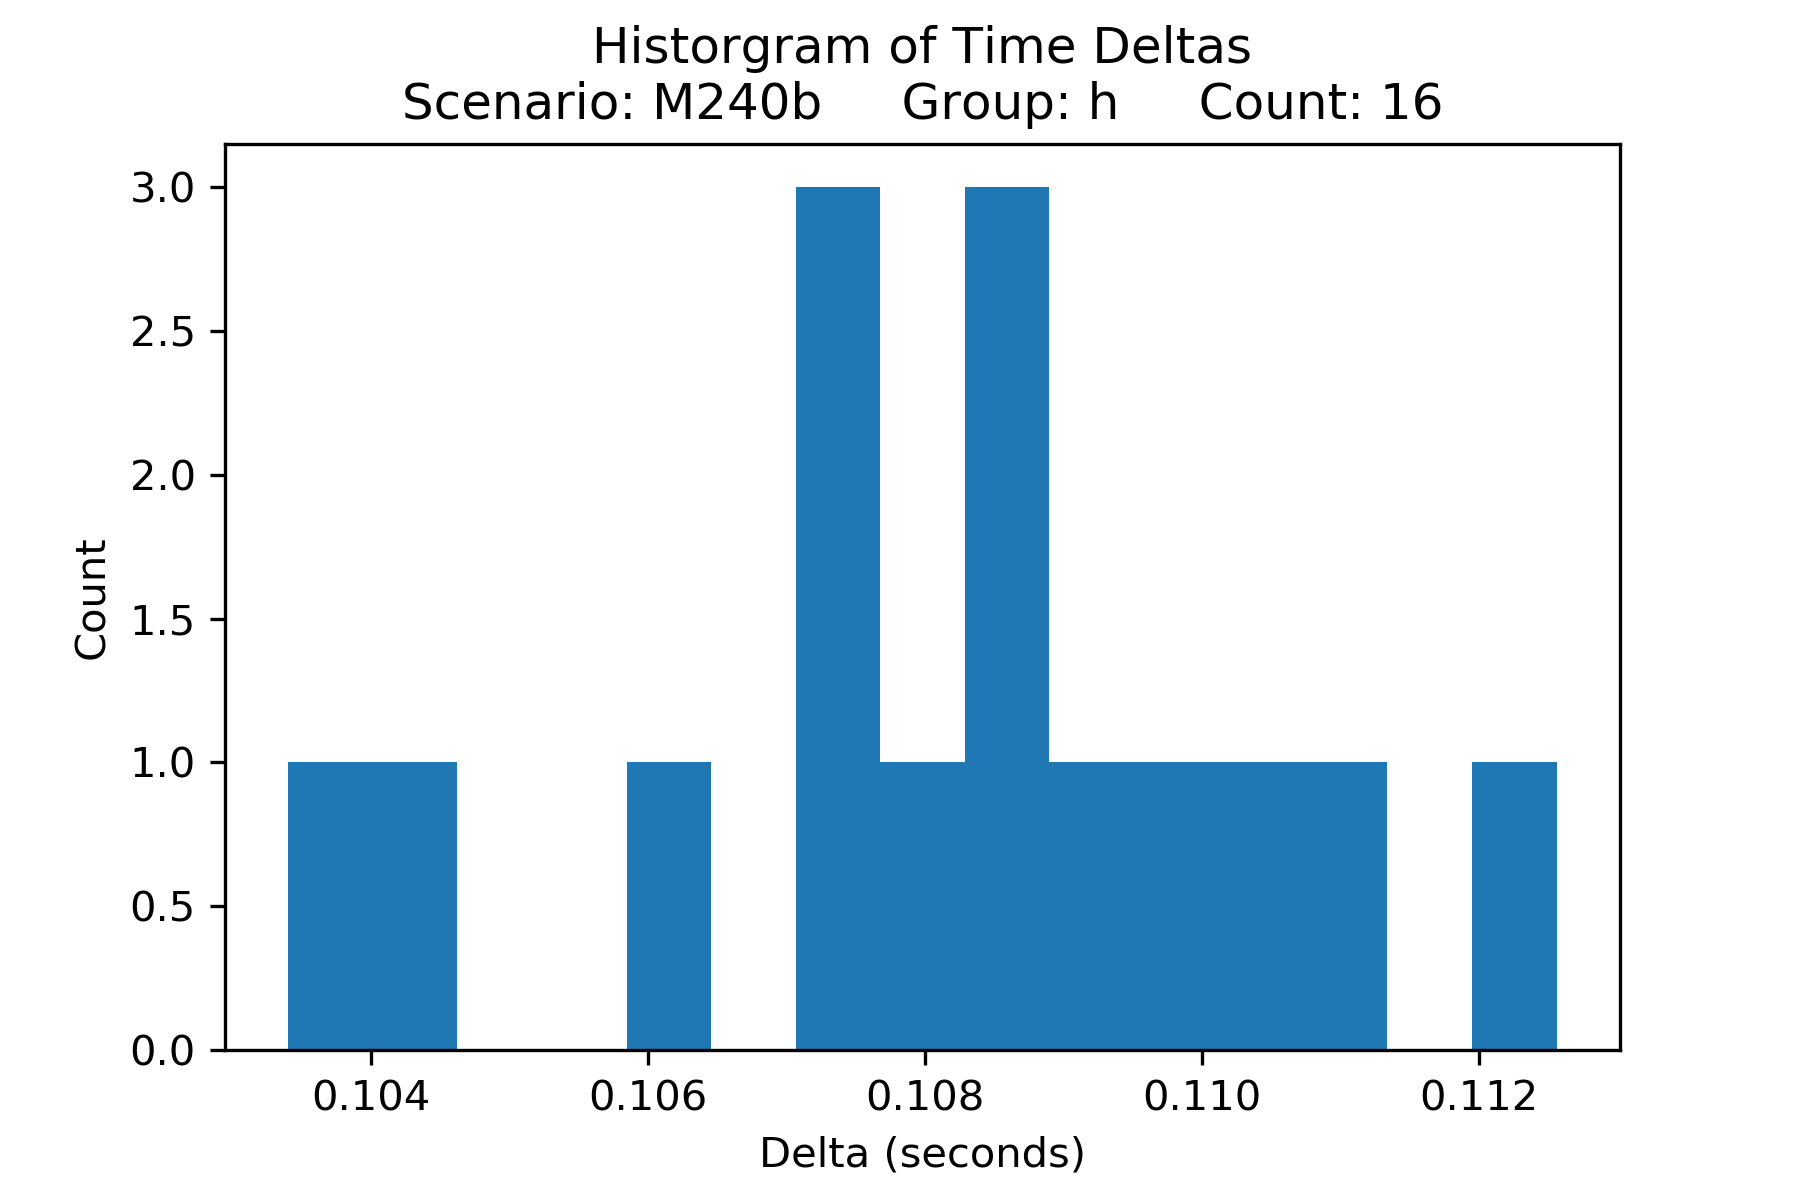 Historgram of Time Deltas
Scenario: M240b Group: h Count: 16
3.0
2.5
2.0
1.5
1.0
0.5
0.0
Count
0.104 0.106 0.108 0.110 0.112
Delta (seconds)